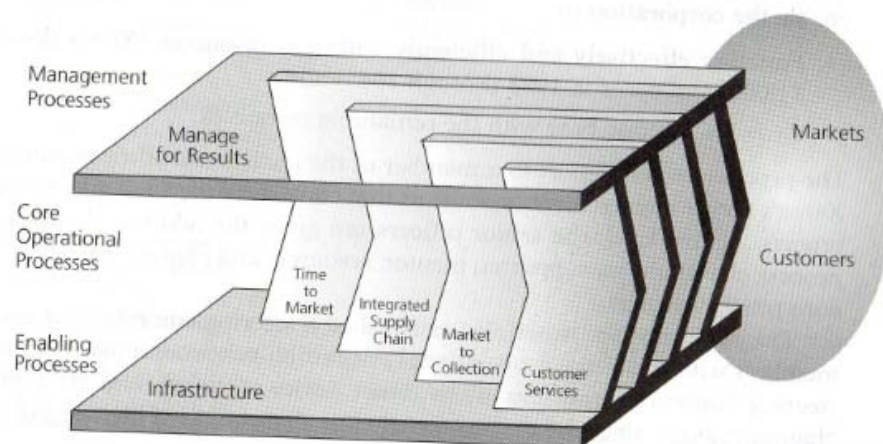 Management
Processes
Manage
for Results
Markets
Core
Operational
Processes
Customers
Time
to
Market
Integrated
Supply
Chain
Market
to
Collection
Customer
Services
Enabling
Processes
Infrastructure